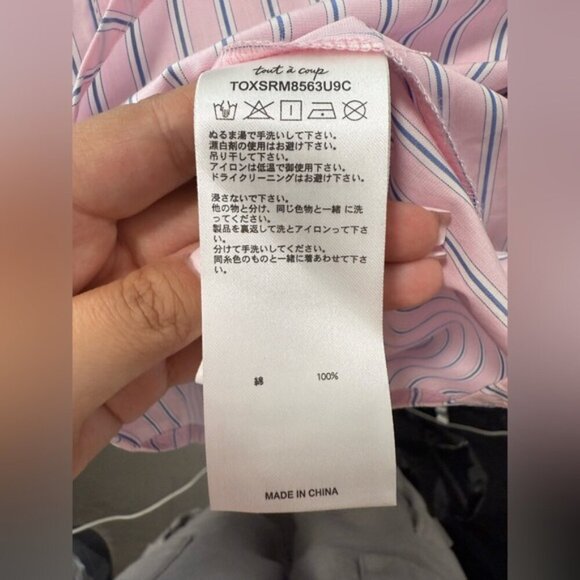 tout à coup
TOXSRM8563U9C
ぬるま湯で手洗いして下さい。
漂白剤の使用はお避け下さい。
吊り干して下さい。
アイロンは低温で御使用下さい。
ドライクリーニングはお避け下さい。
浸さないで下さい。
他の物と分け、同じ色物と一緒 に洗
ってください。
製品を裏返して洗とアイロンって下さ
い。
分けて手洗いしてください。
同糸色のものと一緒に着あわせて下さ
い。
綿 100%
MADE IN CHINA